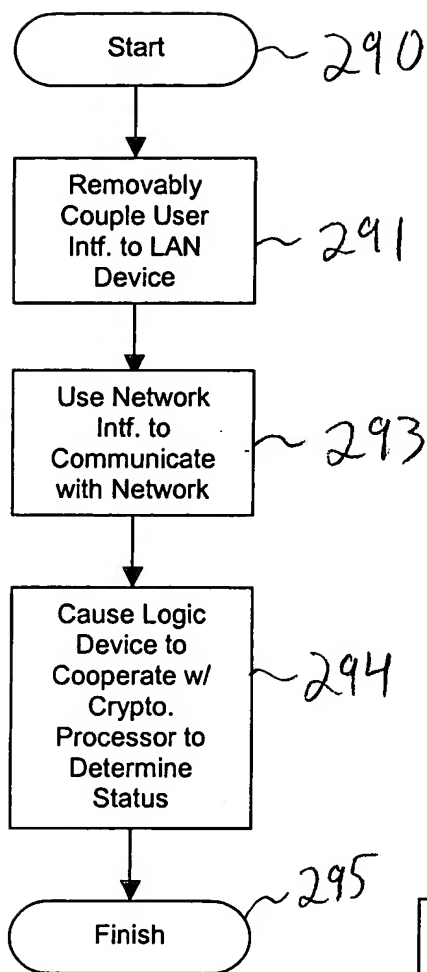 Start
290
Removably
Couple User
Intf. to LAN
Device
291
Use Network
Intf. to
Communicate
with Network
293
Cause Logic
Device to
Cooperate w/
Crypto.
Processor to
Determine
Status
294
Finish
295